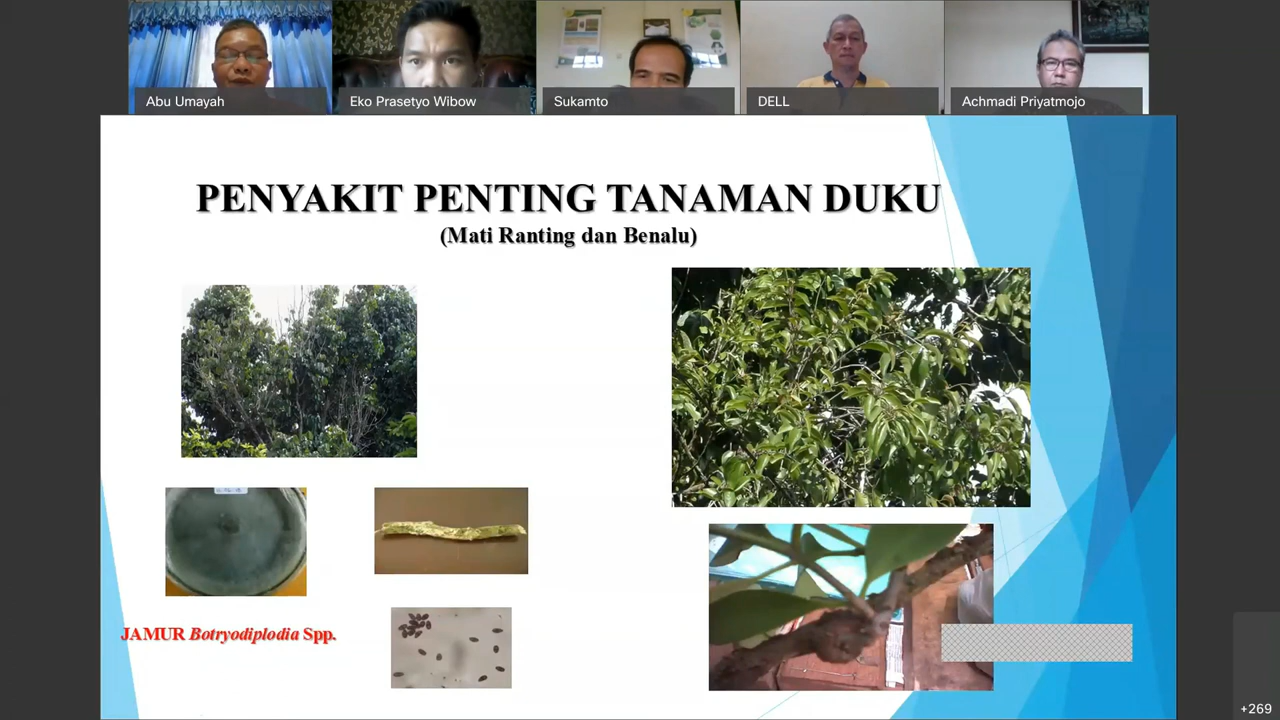 Abu Umayah
Eko Prasetyo Wibow
Sukamto
DELL
Achmadi Priyatmojo
PENYAKIT PENTING TANAMAN DUKU
(Mati Ranting dan Benalu)
JAMUR Botryodiplodia Spp.
+269